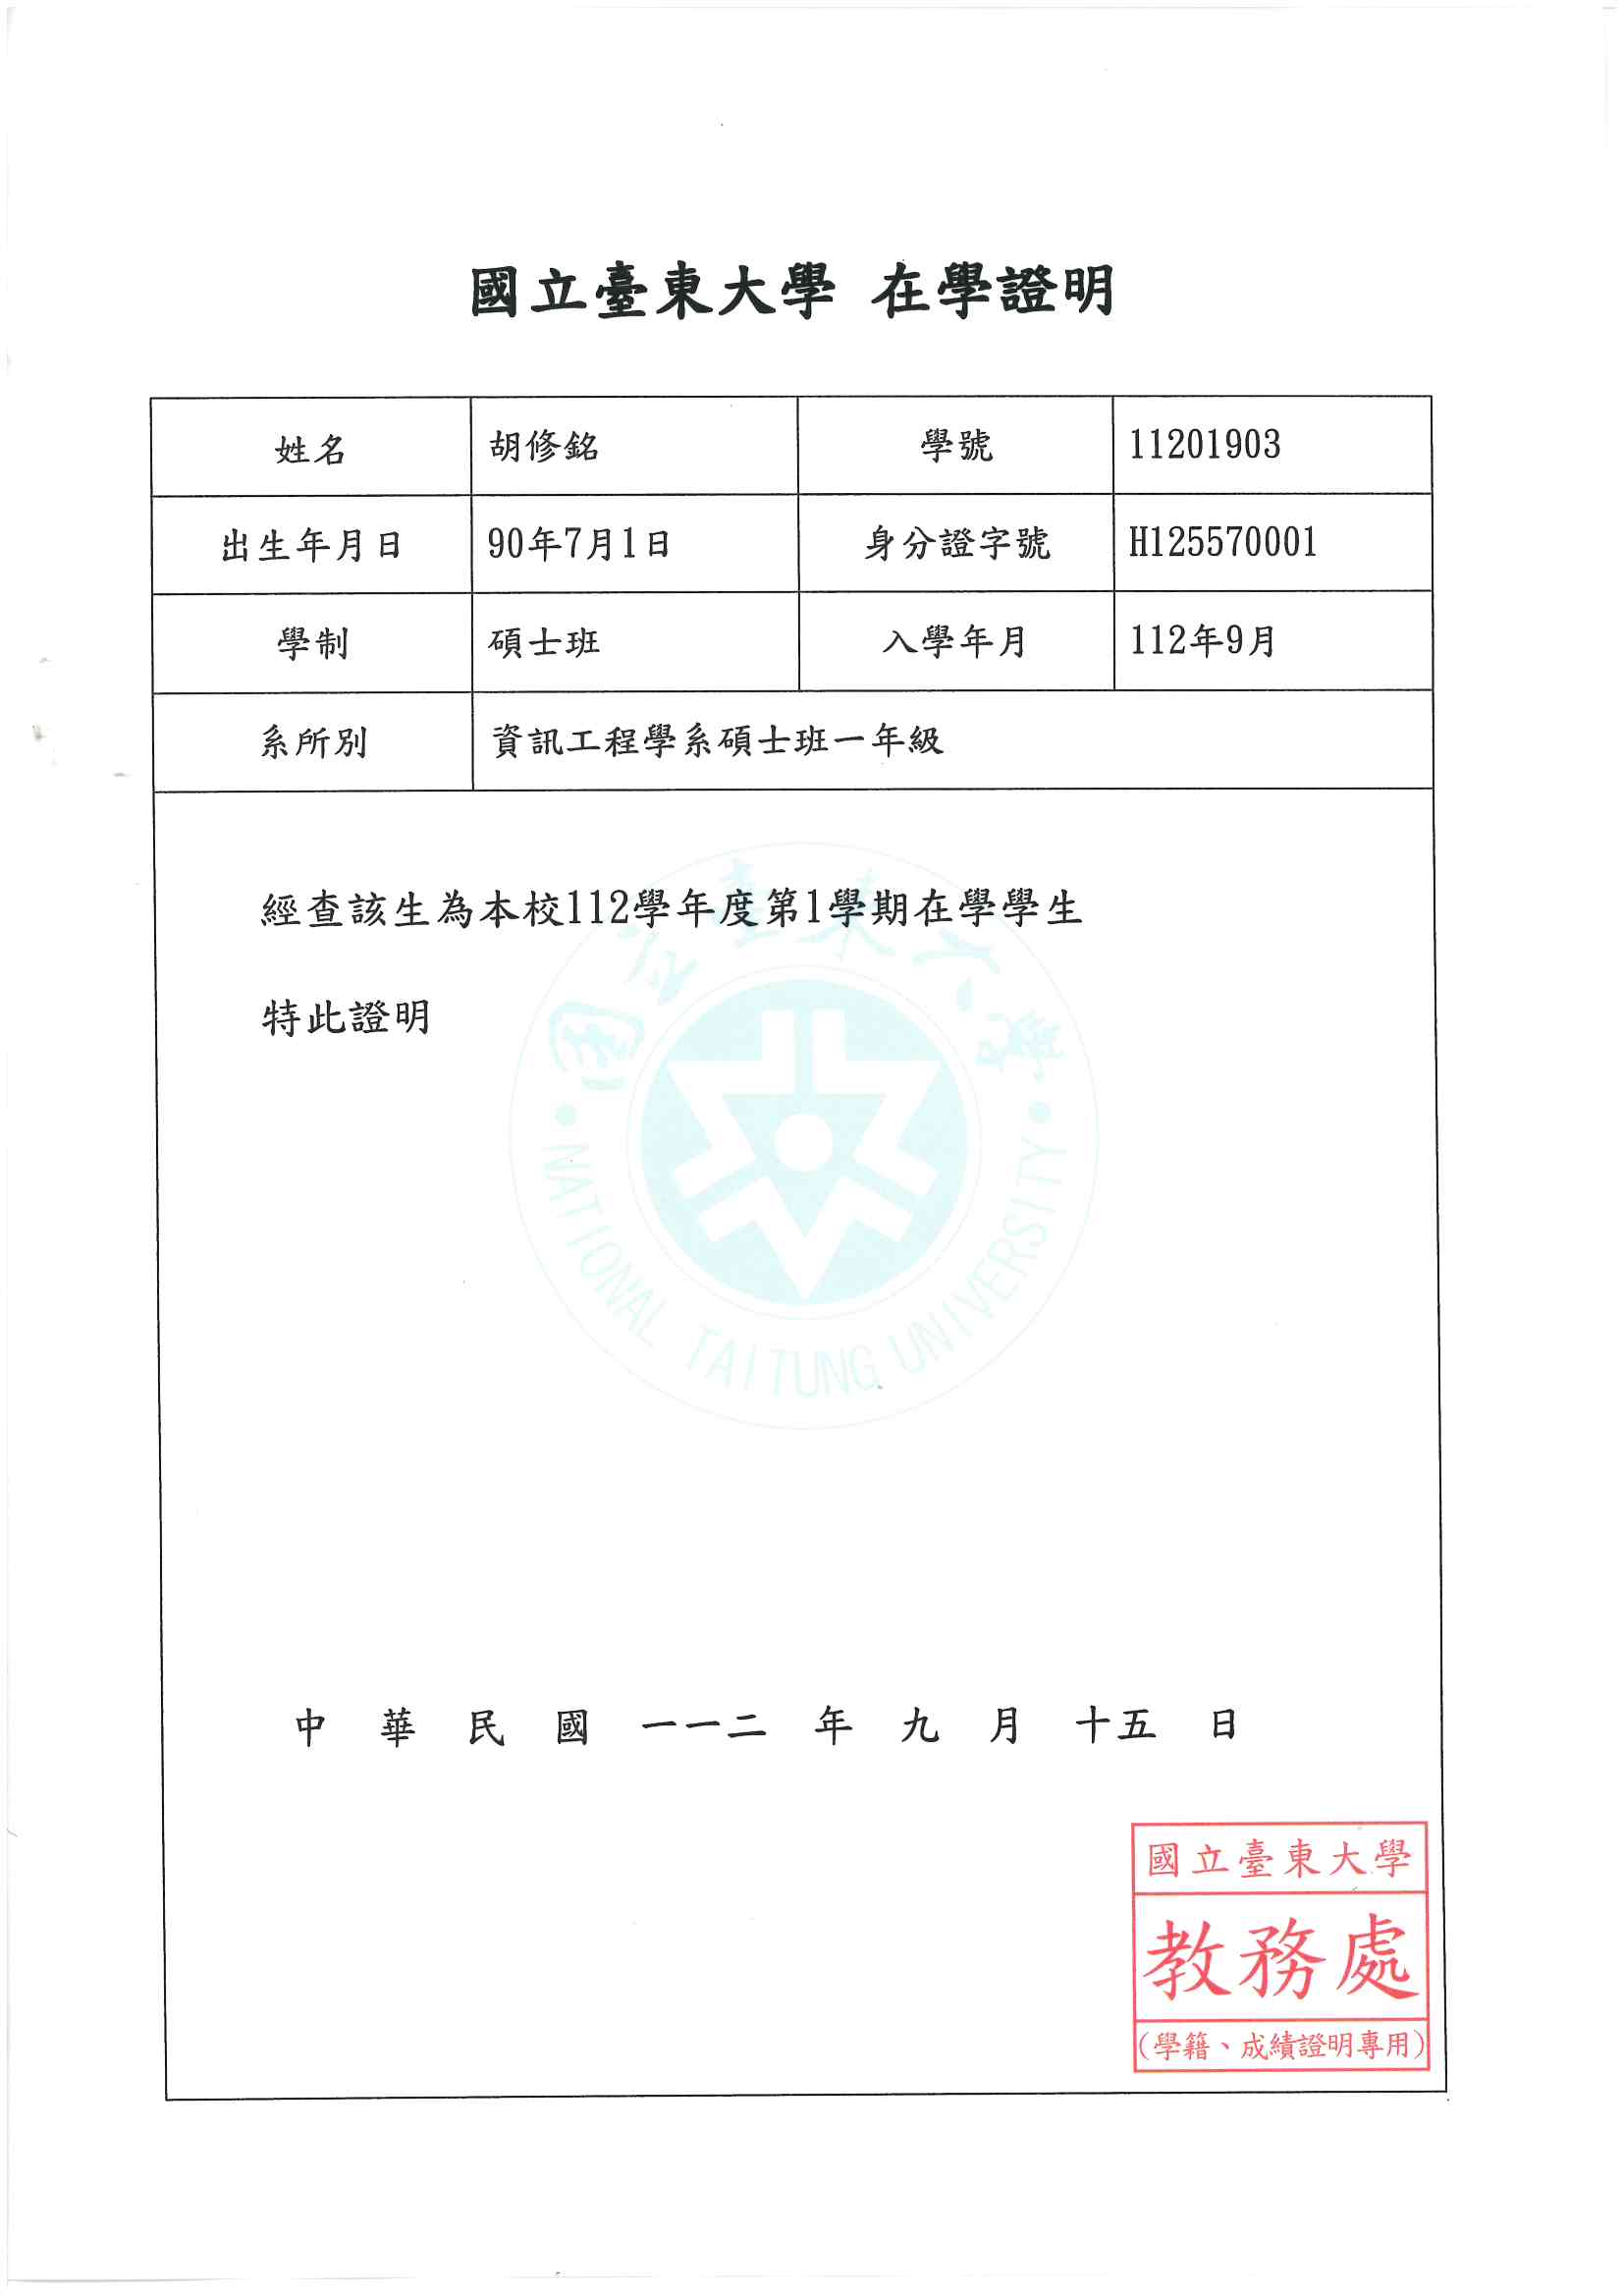 國立臺東大學 在學證明
姓名 胡修銘 學號 11201903
出生年月日 90年7月1日 身分證字號 H125570001
學制 碩士班 入學年月 112年9月
系所別 資訊工程學系碩士班一年級
經查該生為本校112學年度第1學期在學學生
特此證明
國立臺東大學
NATIONAL TAITUNG UNIVERSITY
中華民國一一二年九月十五日
國立臺東大學
教務處
(學籍、成績證明專用)